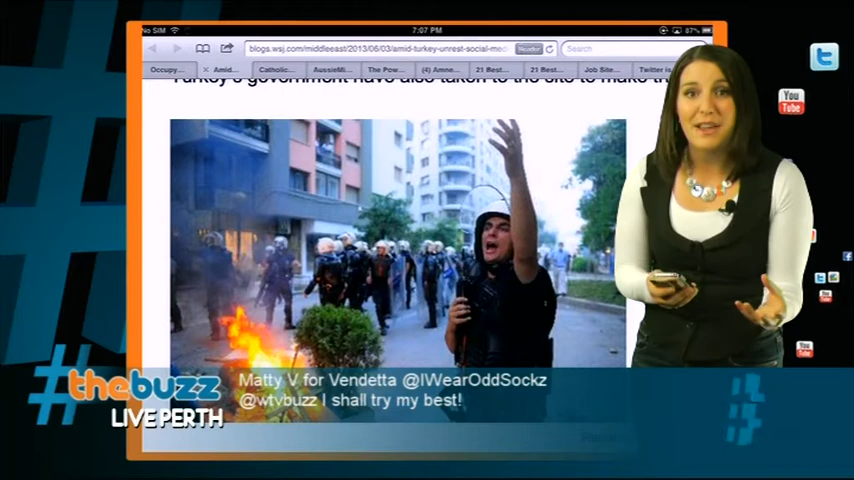 No SIM
7:07 PM
87%
blogs.wsj.com/middleeast/2013/06/03/amid-turkey-unrest-social-med
Reader
Search
Occupy...
Amid...
Catholic...
AussieMi...
The Pow...
(4) Amne...
21 Best...
21 Best...
Job Site...
Twitter is
Turkey's government have also taken to the site to make th
You
Tube
#thebuzz
LIVE PERTH
Matty V for Vendetta @IWearOddSockz
@wtvbuzz I shall try my best!